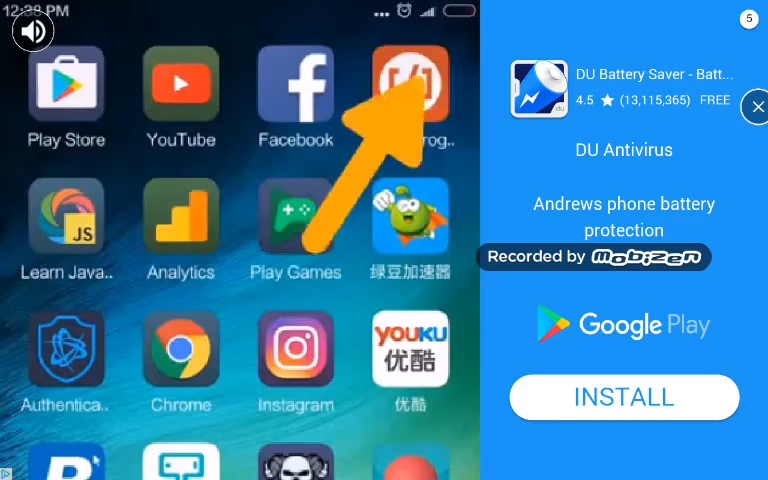 12:38 PM
5
Play Store
YouTube
Facebook
Learn Java..
Analytics
Play Games
绿豆加速器
JS
Authentica..
Chrome
Instagram
YOUKU
优酷
优酷
DU Battery Saver - Batt...
4.5 ★ (13,115,365) FREE
du
DU Antivirus
Andrews phone battery
protection
Recorded by Mobizen
Google Play
INSTALL